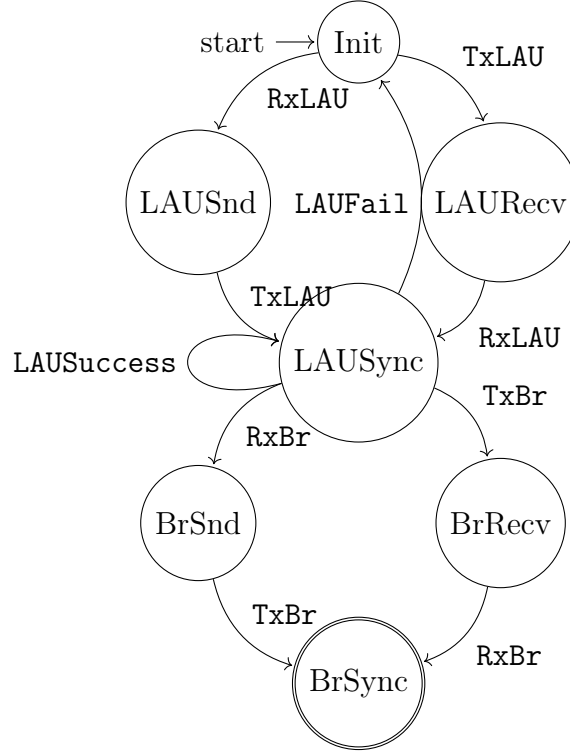 start
Init
TxLAU
RxLAU
LAUSnd
LAUFail
LAURecv
TxLAU
RxLAU
LAUSuccess
LAUSync
TxBr
RxBr
BrSnd
BrRecv
TxBr
RxBr
BrSync